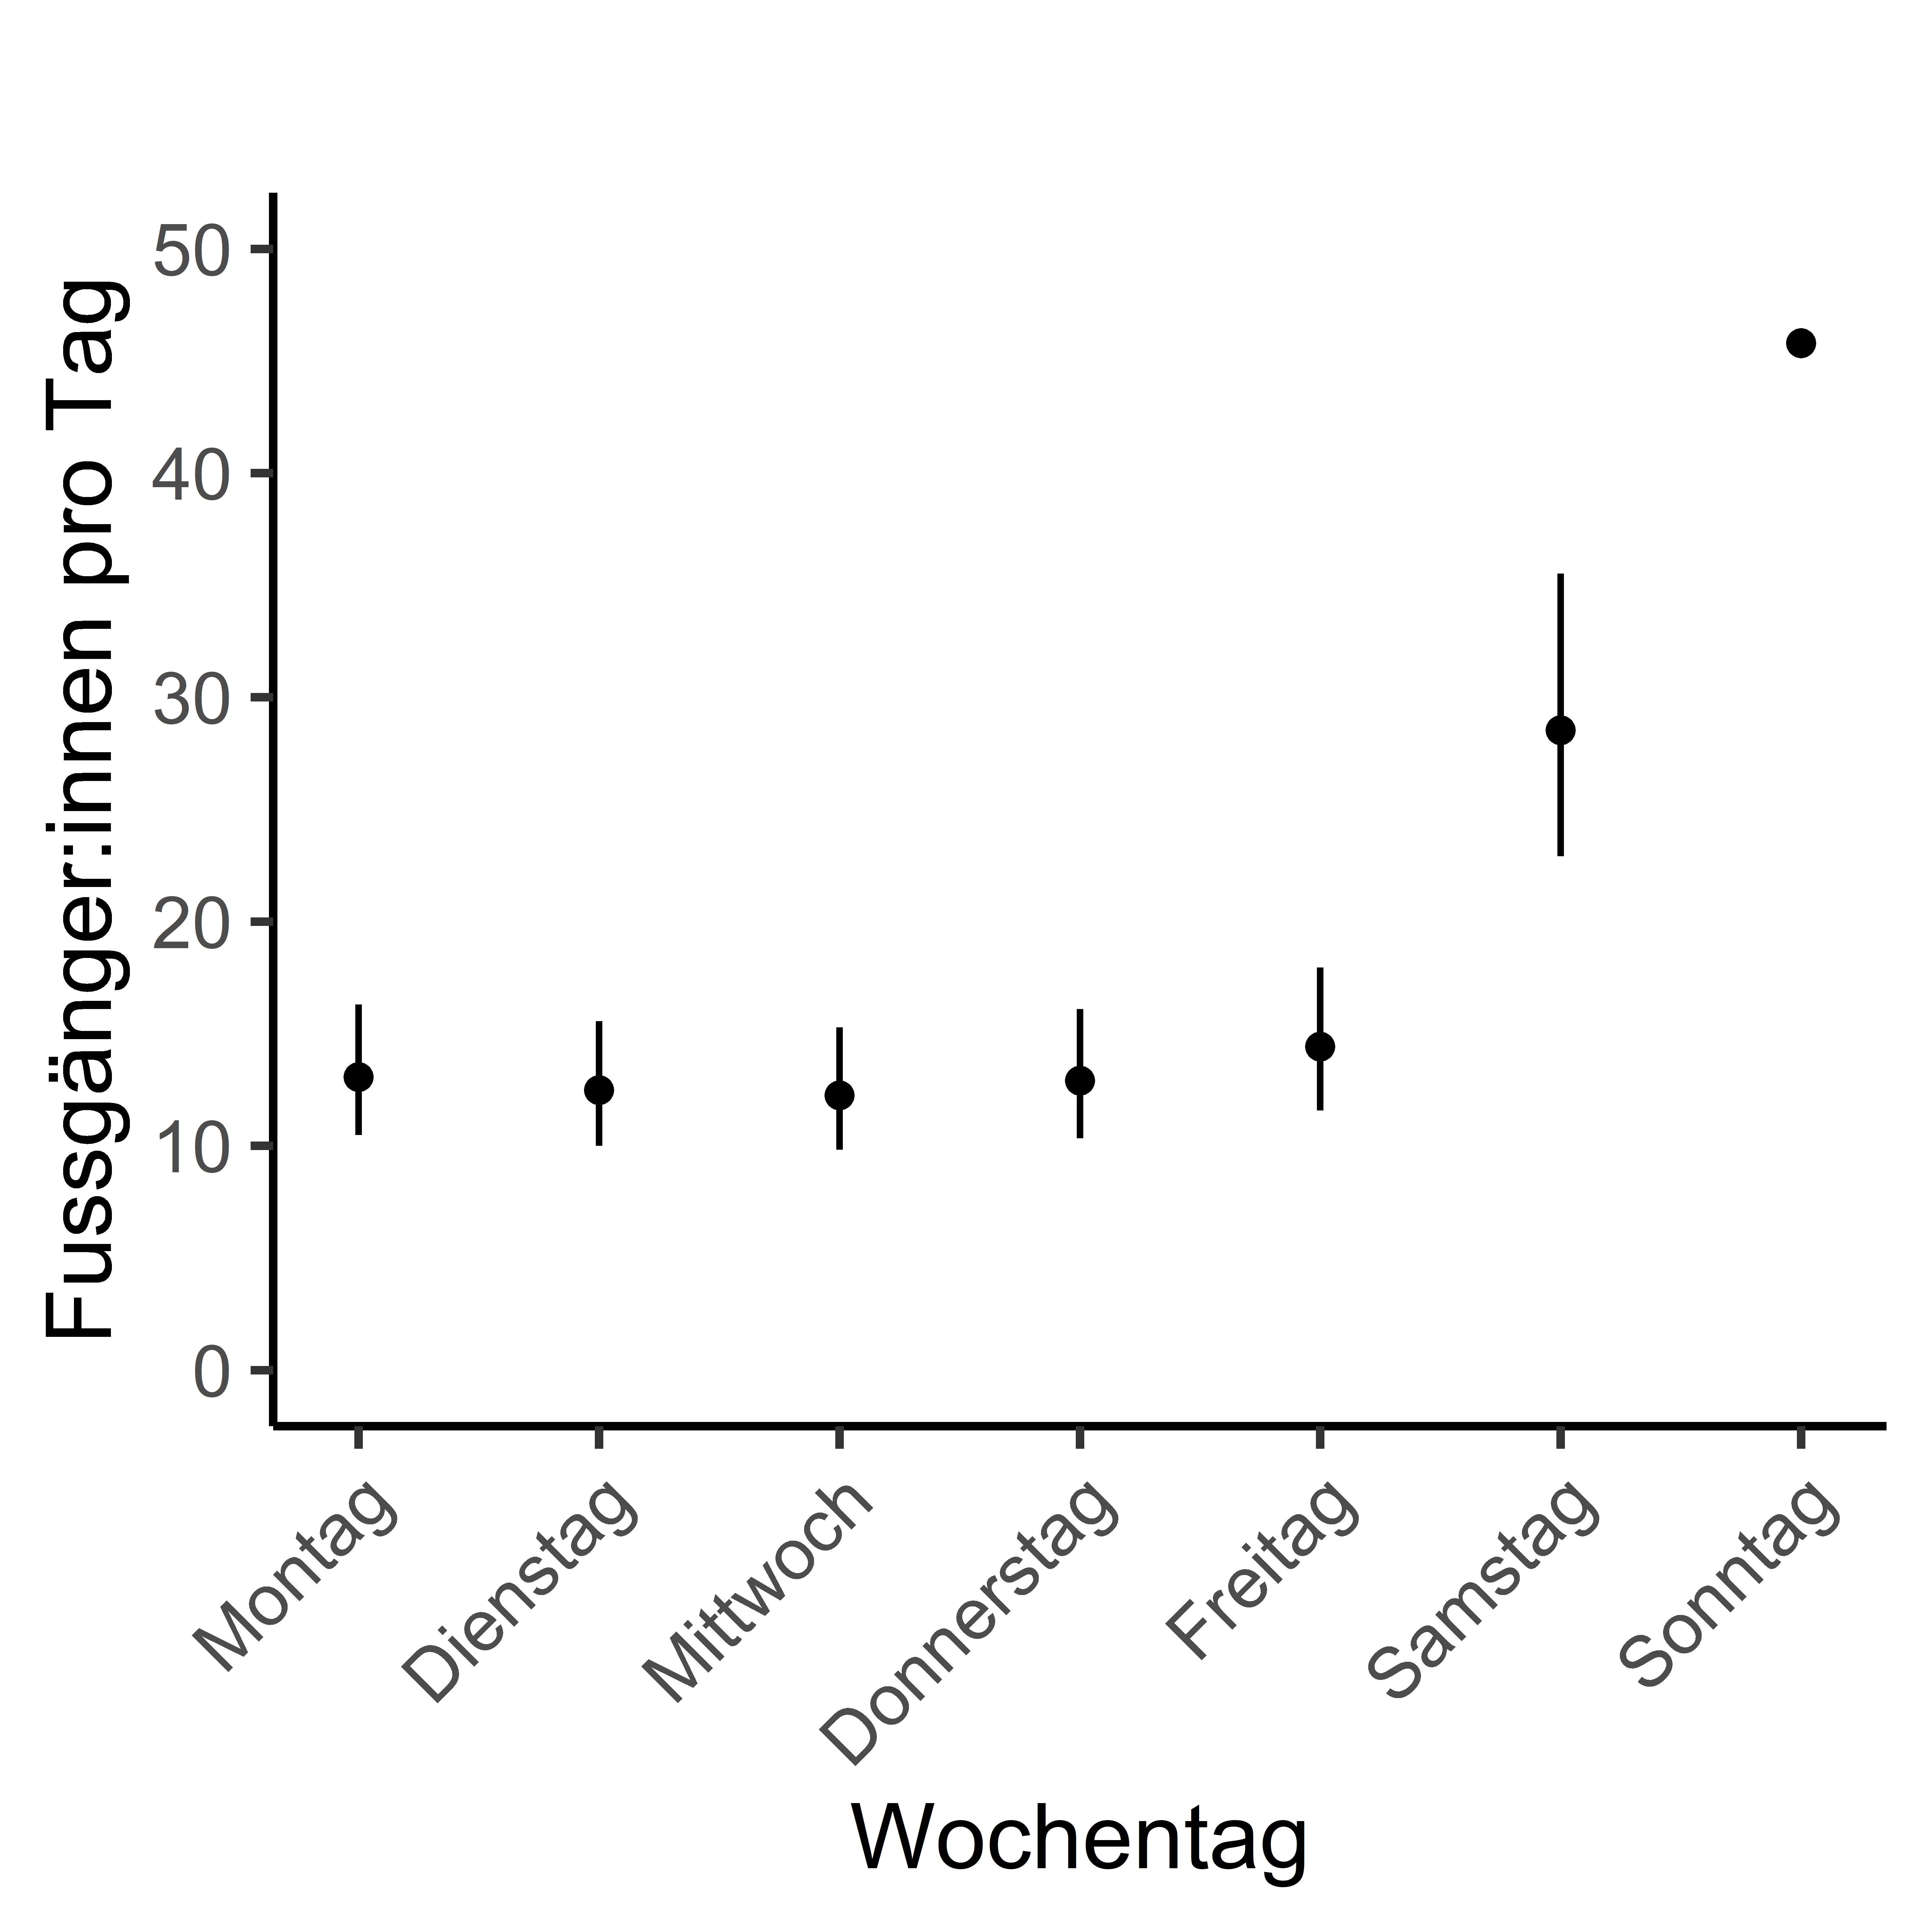 Fussgänger:innen pro Tag
50
40
30
20
10
0
Montag
Dienstag
Mittwoch
Donnerstag
Freitag
Samstag
Sonntag
Wochentag